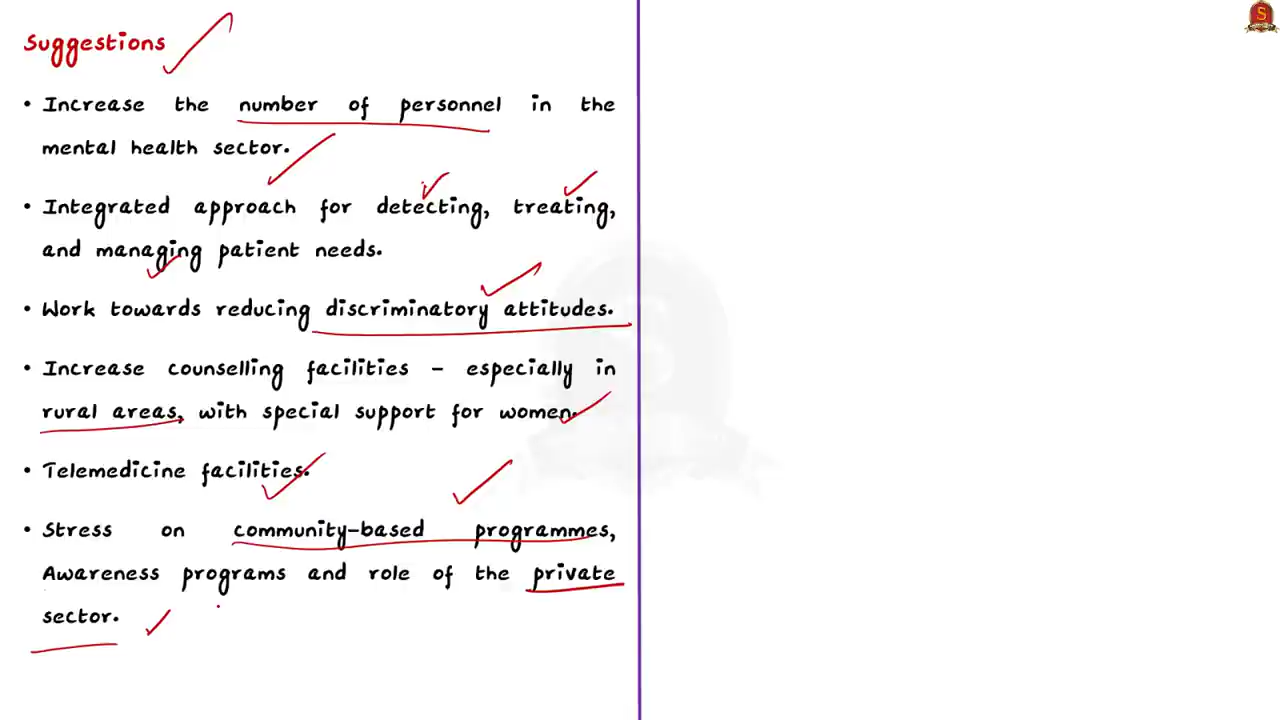 Suggestions
• Increase the number of personnel in the
mental health sector.
• Integrated approach for detecting, treating,
and managing patient needs.
• Work towards reducing discriminatory attitudes.
• Increase counselling facilities – especially in
rural areas, with special support for women.
• Telemedicine facilities.
• Stress on community-based programmes,
Awareness programs and role of the private
sector.